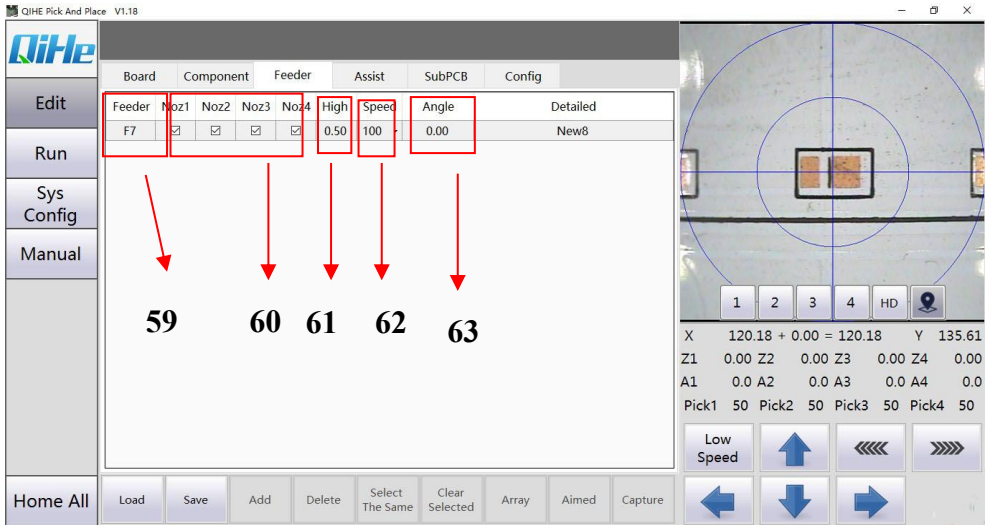 QIHE Pick And Place V1.18
QiHe
Board Component Feeder Assist SubPCB Config
Edit
Run
Sys
Config
Manual
Home All
Feeder Noz1 Noz2 Noz3 Noz4 High Speed Angle Detailed
F7 0.50 100 0.00 New8
59 60 61 62 63
1 2 3 4 HD
X 120.18 + 0.00 = 120.18 Y 135.61
Z1 0.00 Z2 0.00 Z3 0.00 Z4 0.00
A1 0.0 A2 0.0 A3 0.0 A4 0.0
Pick1 50 Pick2 50 Pick3 50 Pick4 50
Low
Speed
Load Save Add Delete Select
The Same Clear
Selected Array Aimed Capture